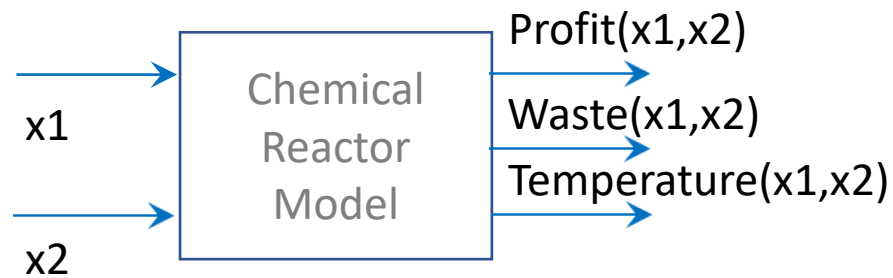 x1
x2
Chemical
Reactor
Model
Profit(x1,x2)
Waste(x1,x2)
Temperature(x1,x2)